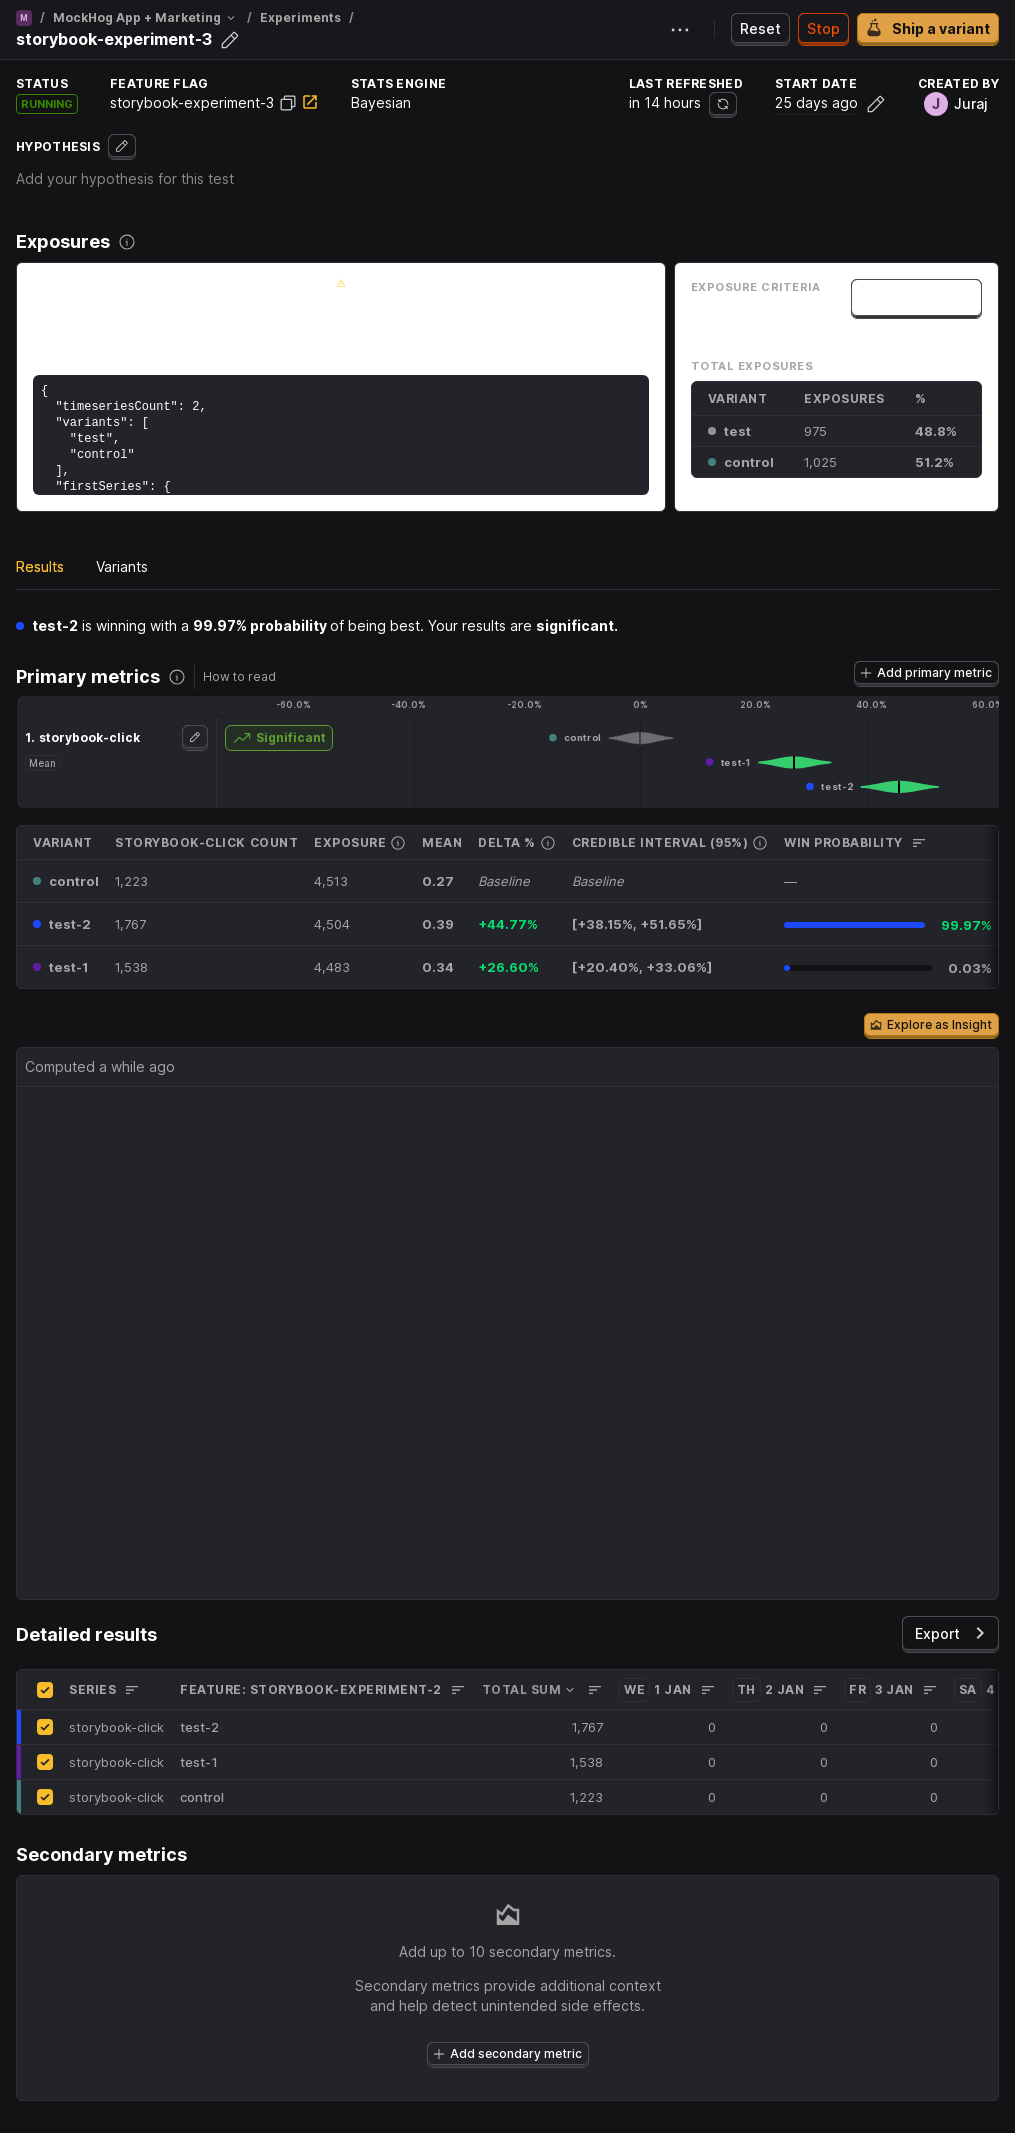 M / MockHog App + Marketing / Experiments /
storybook-experiment-3
Reset Stop Ship a variant
STATUS FEATURE FLAG STATS ENGINE LAST REFRESHED START DATE CREATED BY
RUNNING storybook-experiment-3 Bayesian in 14 hours 25 days ago J Juraj
HYPOTHESIS
Add your hypothesis for this test
Exposures
{
"timeseriesCount": 2,
"variants": [
"test",
"control"
],
"firstSeries": {
EXPOSURE CRITERIA
TOTAL EXPOSURES
VARIANT EXPOSURES %
test 975 48.8%
control 1,025 51.2%
Results Variants
test-2 is winning with a 99.97% probability of being best. Your results are significant.
Primary metrics How to read Add primary metric
-60.0% -40.0% -20.0% 0% 20.0% 40.0% 60.0%
1. storybook-click Significant control
Mean test-1
test-2
VARIANT STORYBOOK-CLICK COUNT EXPOSURE MEAN DELTA % CREDIBLE INTERVAL (95%) WIN PROBABILITY
control 1,223 4,513 0.27 Baseline Baseline —
test-2 1,767 4,504 0.39 +44.77% [+38.15%, +51.65%] 99.97%
test-1 1,538 4,483 0.34 +26.60% [+20.40%, +33.06%] 0.03%
Explore as Insight
Computed a while ago
Detailed results Export
SERIES FEATURE: STORYBOOK-EXPERIMENT-2 TOTAL SUM WE 1 JAN TH 2 JAN FR 3 JAN SA 4
storybook-click test-2 1,767 0 0 0
storybook-click test-1 1,538 0 0 0
storybook-click control 1,223 0 0 0
Secondary metrics
Add up to 10 secondary metrics.
Secondary metrics provide additional context
and help detect unintended side effects.
Add secondary metric